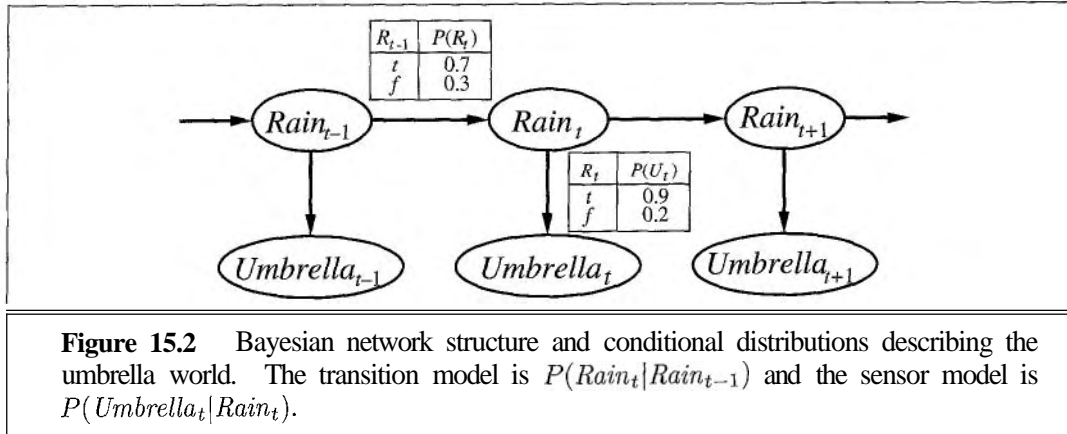 R_{t-1} P(R_t)
t 0.7
f 0.3
Rain_{t-1} Rain_t Rain_{t+1}
R_t P(U_t)
t 0.9
f 0.2
Umbrella_{t-1} Umbrella_t Umbrella_{t+1}
Figure 15.2 Bayesian network structure and conditional distributions describing the
umbrella world. The transition model is P(Rain_t|Rain_{t-1}) and the sensor model is
P(Umbrella_t|Rain_t).